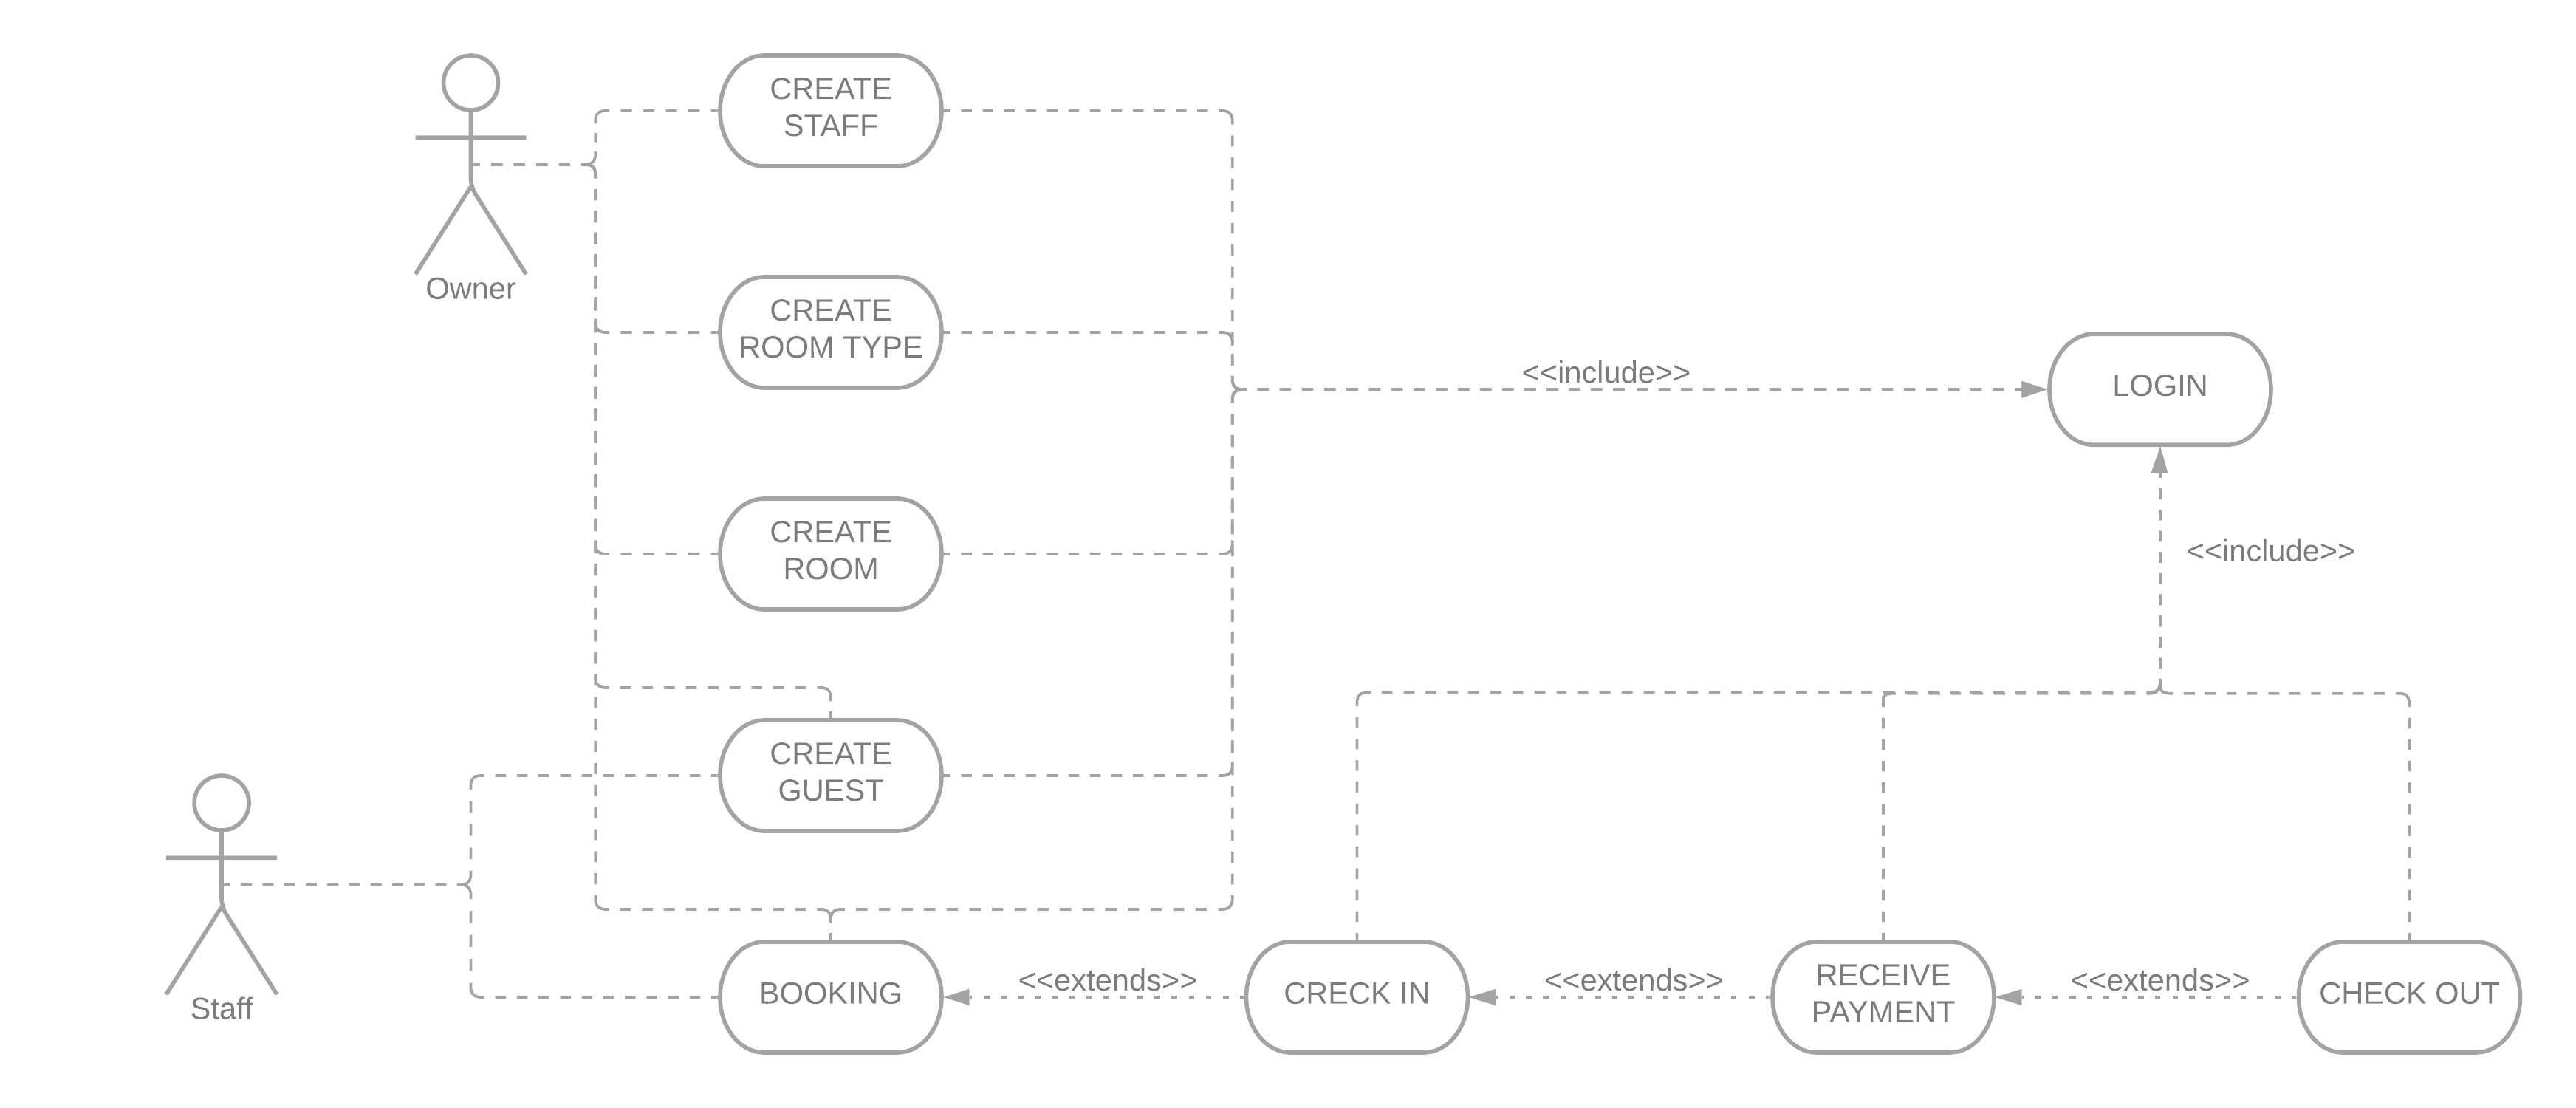 CREATE
STAFF
Owner
CREATE
ROOM TYPE
<<include>>
LOGIN
CREATE
ROOM
<<include>>
CREATE
GUEST
Staff
BOOKING
<<extends>>
CRECK IN
<<extends>>
RECEIVE
PAYMENT
<<extends>>
CHECK OUT